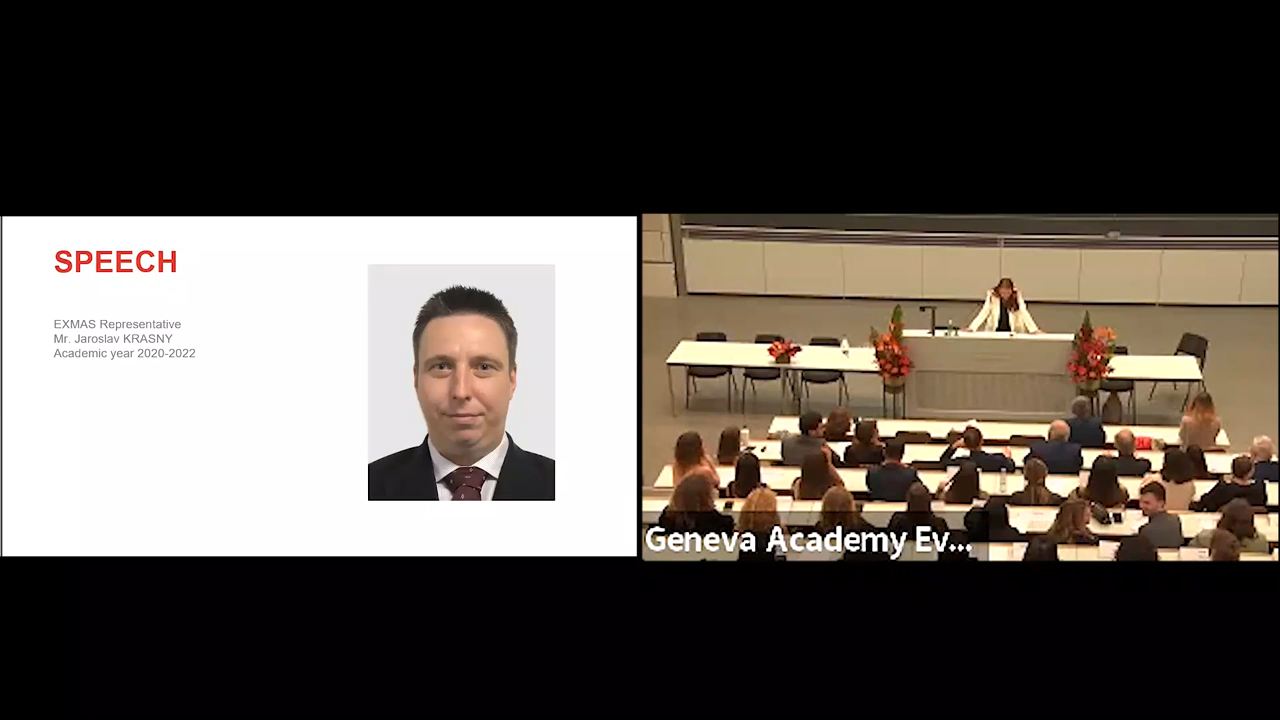 SPEECH
EXMAS Representative
Mr. Jaroslav KRASNY
Academic year 2020-2022
Geneva Academy Ev...